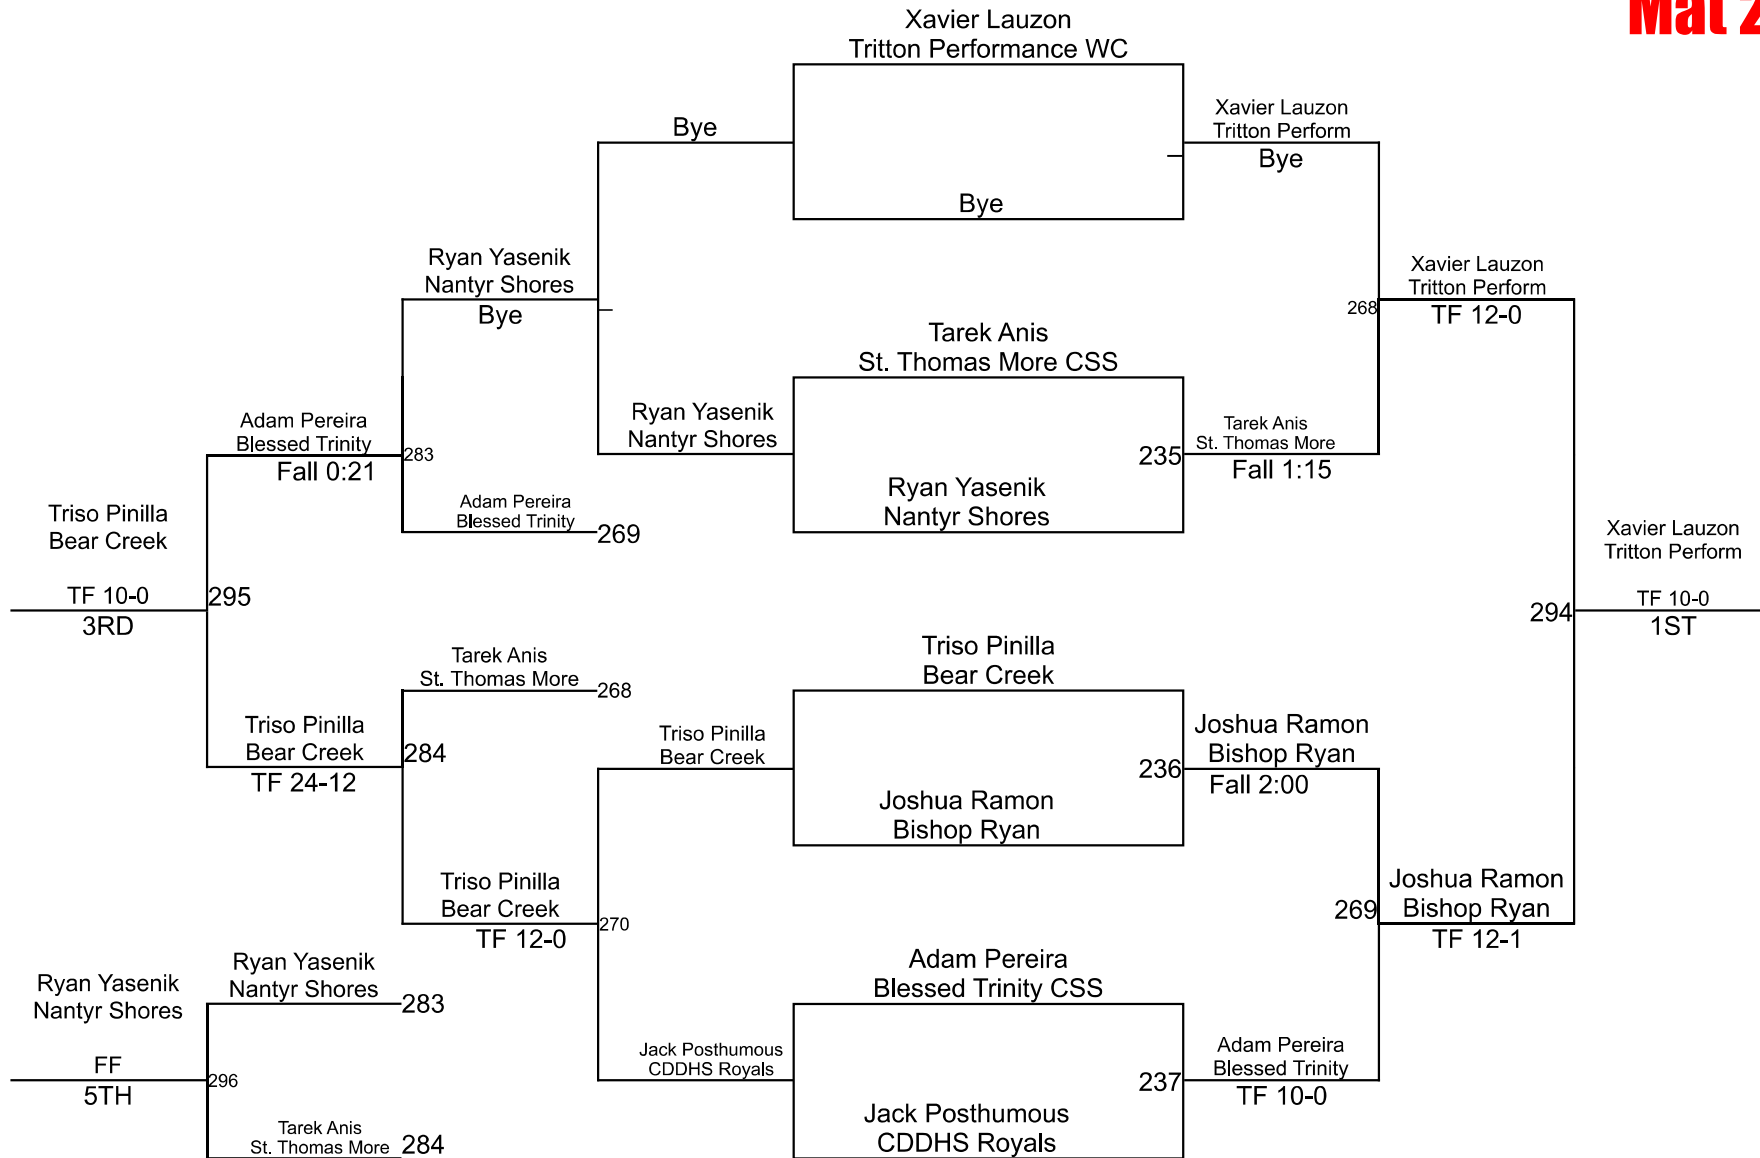 Mat 2
Xavier Lauzon
Tritton Performance WC
Bye
Xavier Lauzon
Tritton Perform
Bye
Bye
Ryan Yasenik
Nantyr Shores
Bye
Xavier Lauzon
Tritton Perform
268
TF 12-0
Tarek Anis
St. Thomas More CSS
Ryan Yasenik
Nantyr Shores
Adam Pereira
Blessed Trinity
283
Fall 0:21
235
Tarek Anis
St. Thomas More
Fall 1:15
Ryan Yasenik
Nantyr Shores
Adam Pereira
Blessed Trinity
269
Triso Pinilla
Bear Creek
TF 10-0
295
3RD
Xavier Lauzon
Tritton Perform
294
TF 10-0
1ST
Tarek Anis
St. Thomas More
268
Triso Pinilla
Bear Creek
Triso Pinilla
Bear Creek
284
TF 24-12
Triso Pinilla
Bear Creek
236
Joshua Ramon
Bishop Ryan
Fall 2:00
Joshua Ramon
Bishop Ryan
Triso Pinilla
Bear Creek
270
TF 12-0
269
Joshua Ramon
Bishop Ryan
TF 12-1
Adam Pereira
Blessed Trinity CSS
Ryan Yasenik
Nantyr Shores
283
Ryan Yasenik
Nantyr Shores
FF
296
5TH
Jack Posthumous
CDDHS Royals
237
Adam Pereira
Blessed Trinity
TF 10-0
Jack Posthumous
CDDHS Royals
Tarek Anis
St. Thomas More
284